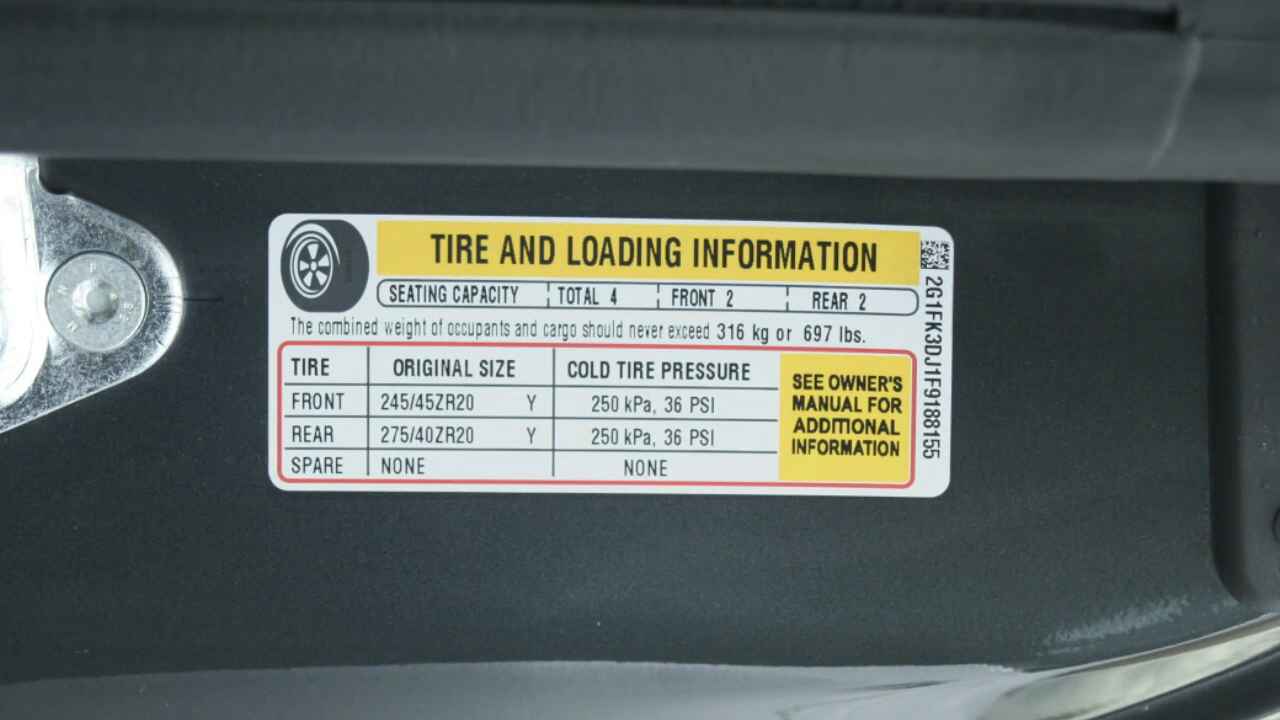 TIRE AND LOADING INFORMATION
SEATING CAPACITY TOTAL 4 FRONT 2 REAR 2
The combined weight of occupants and cargo should never exceed 316 kg or 697 lbs.
TIRE ORIGINAL SIZE COLD TIRE PRESSURE
FRONT 245/45ZR20 Y 250 kPa, 36 PSI
REAR 275/40ZR20 Y 250 kPa, 36 PSI
SPARE NONE NONE
SEE OWNER'S
MANUAL FOR
ADDITIONAL
INFORMATION
2G1FK3DJ1F9188155